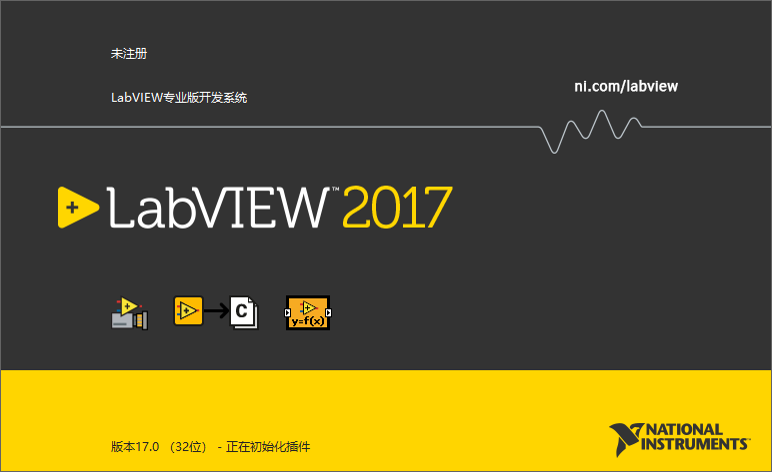 未注册
LabVIEW专业版开发系统
ni.com/labview
LabVIEW™ 2017
C
y=f(x)
版本17.0 （32位） - 正在初始化插件
NATIONAL
INSTRUMENTS™